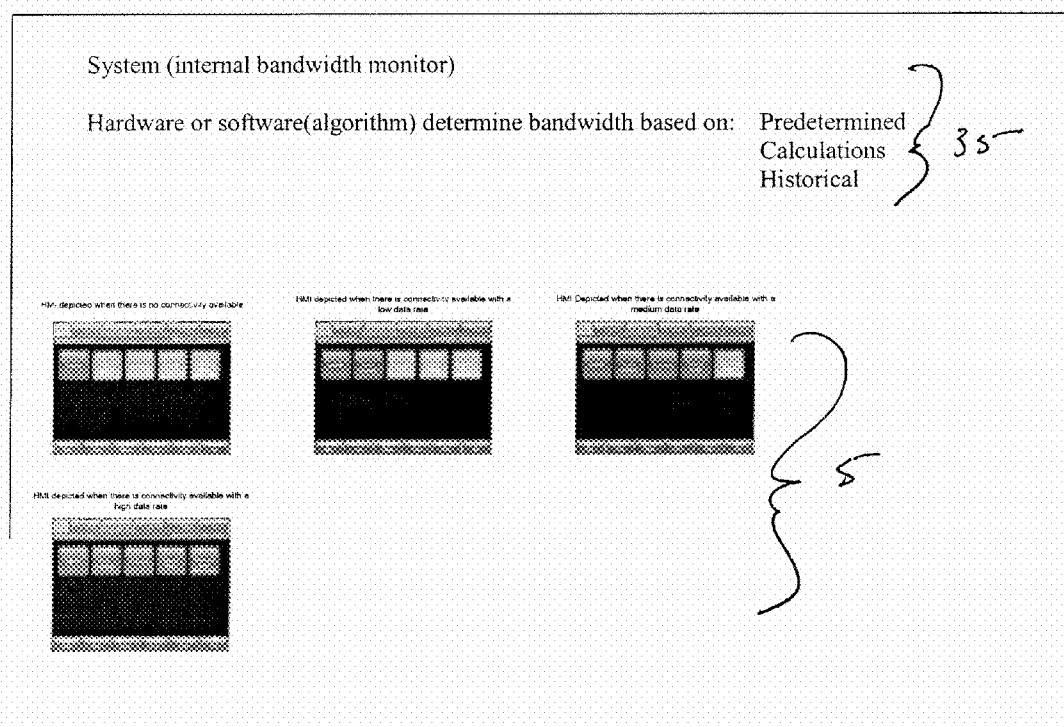 System (internal bandwidth monitor)
Hardware or software(algorithm) determine bandwidth based on: Predetermined
Calculations
Historical
35
HMI depicted when there is no connectivity available
HMI depicted when there is connectivity available with a
low data rate
HMI Depicted when there is connectivity available with a
medium data rate
5
HMI depicted when there is connectivity available with a
high data rate